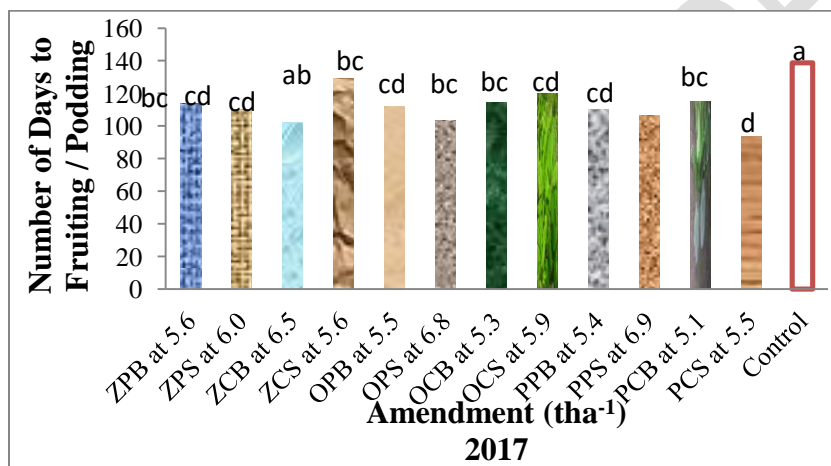 Number of Days to
Fruiting / Podding
160
140
120
100
80
60
40
20
0
bc cd cd ab bc cd bc bc cd cd bc d a
ZPB at 5.6
ZPS at 6.0
ZCB at 6.5
ZCS at 5.6
OPB at 5.5
OPS at 6.8
OCB at 5.3
OCS at 5.9
PPB at 5.4
PPS at 6.9
PCB at 5.1
PCS at 5.5
Control
Amendment (tha⁻¹)
2017